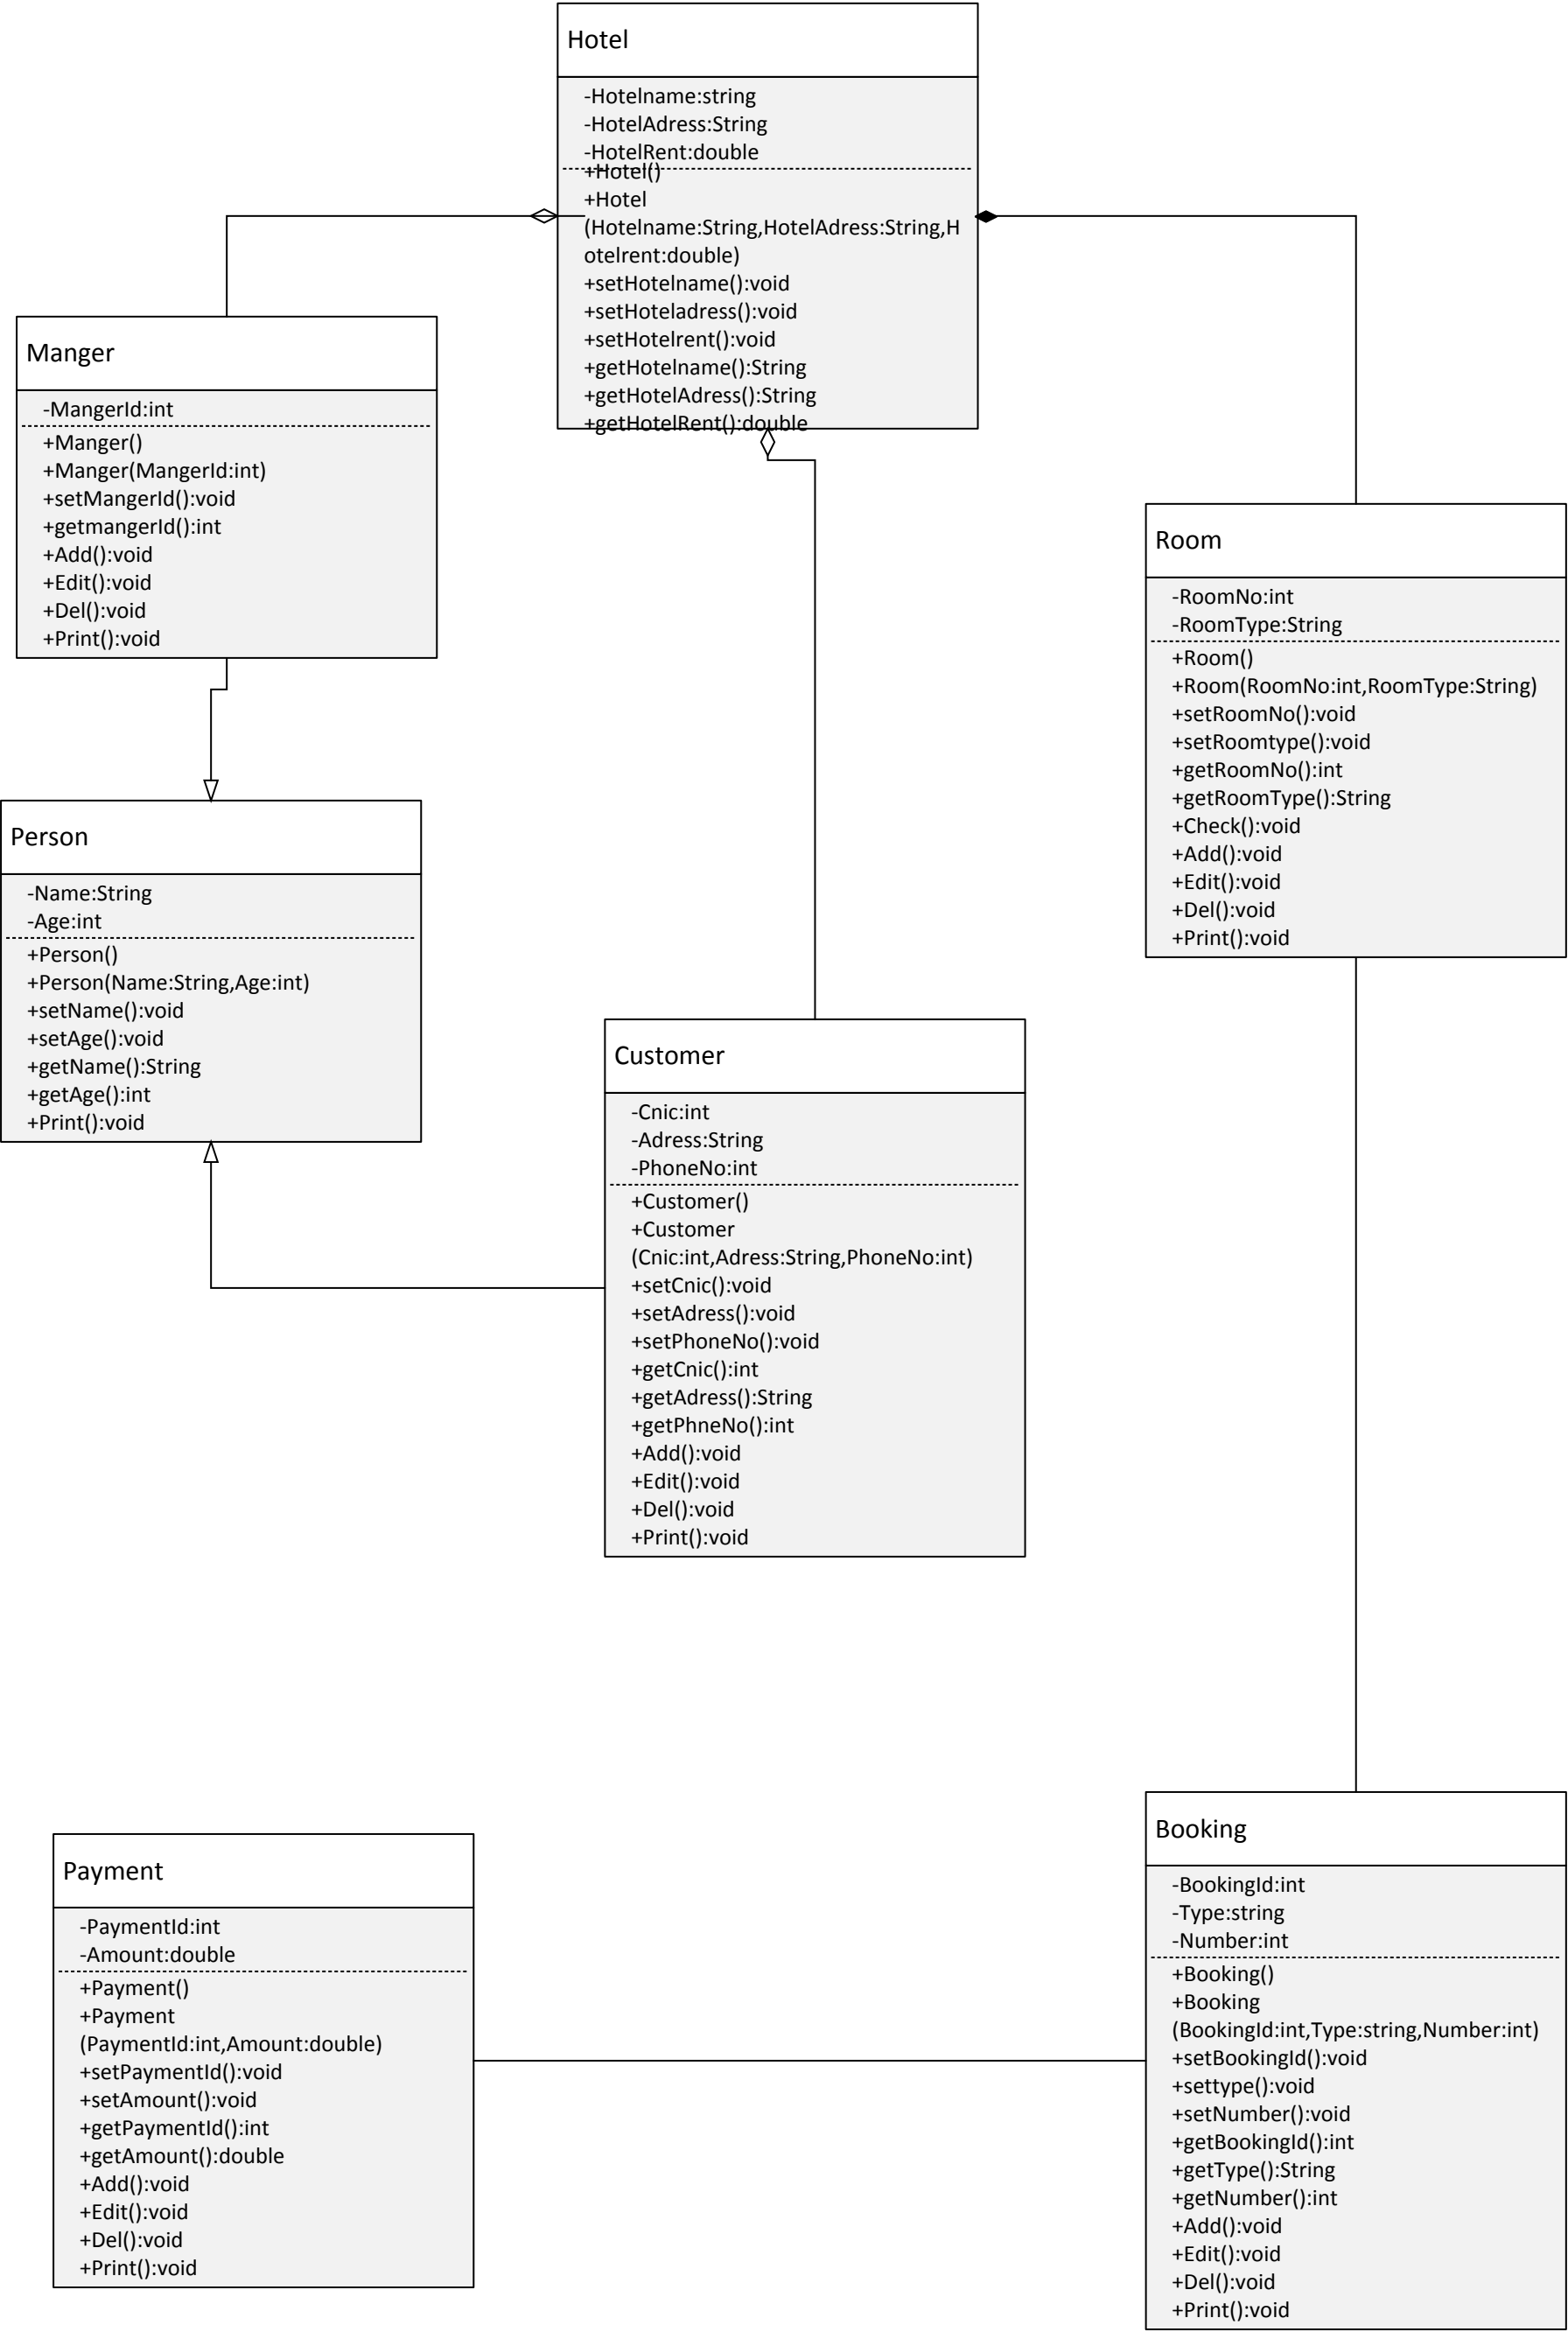 Hotel
-Hotelname:string
-HotelAdress:String
-HotelRent:double
+Hotel()
+Hotel
(Hotelname:String,HotelAdress:String,H
otelrent:double)
+setHotelname():void
+setHoteladress():void
+setHotelrent():void
+getHotelname():String
+getHotelAdress():String
+getHotelRent():double
Manger
-MangerId:int
+Manger()
+Manger(MangerId:int)
+setMangerId():void
+getmangerId():int
+Add():void
+Edit():void
+Del():void
+Print():void
Room
-RoomNo:int
-RoomType:String
+Room()
+Room(RoomNo:int,RoomType:String)
+setRoomNo():void
+setRoomtype():void
+getRoomNo():int
+getRoomType():String
+Check():void
+Add():void
+Edit():void
+Del():void
+Print():void
Person
-Name:String
-Age:int
+Person()
+Person(Name:String,Age:int)
+setName():void
+setAge():void
+getName():String
+getAge():int
+Print():void
Customer
-Cnic:int
-Adress:String
-PhoneNo:int
+Customer()
+Customer
(Cnic:int,Adress:String,PhoneNo:int)
+setCnic():void
+setAdress():void
+setPhoneNo():void
+getCnic():int
+getAdress():String
+getPhneNo():int
+Add():void
+Edit():void
+Del():void
+Print():void
Payment
-PaymentId:int
-Amount:double
+Payment()
+Payment
(PaymentId:int,Amount:double)
+setPaymentId():void
+setAmount():void
+getPaymentId():int
+getAmount():double
+Add():void
+Edit():void
+Del():void
+Print():void
Booking
-BookingId:int
-Type:string
-Number:int
+Booking()
+Booking
(BookingId:int,Type:string,Number:int)
+setBookingId():void
+settype():void
+setNumber():void
+getBookingId():int
+getType():String
+getNumber():int
+Add():void
+Edit():void
+Del():void
+Print():void